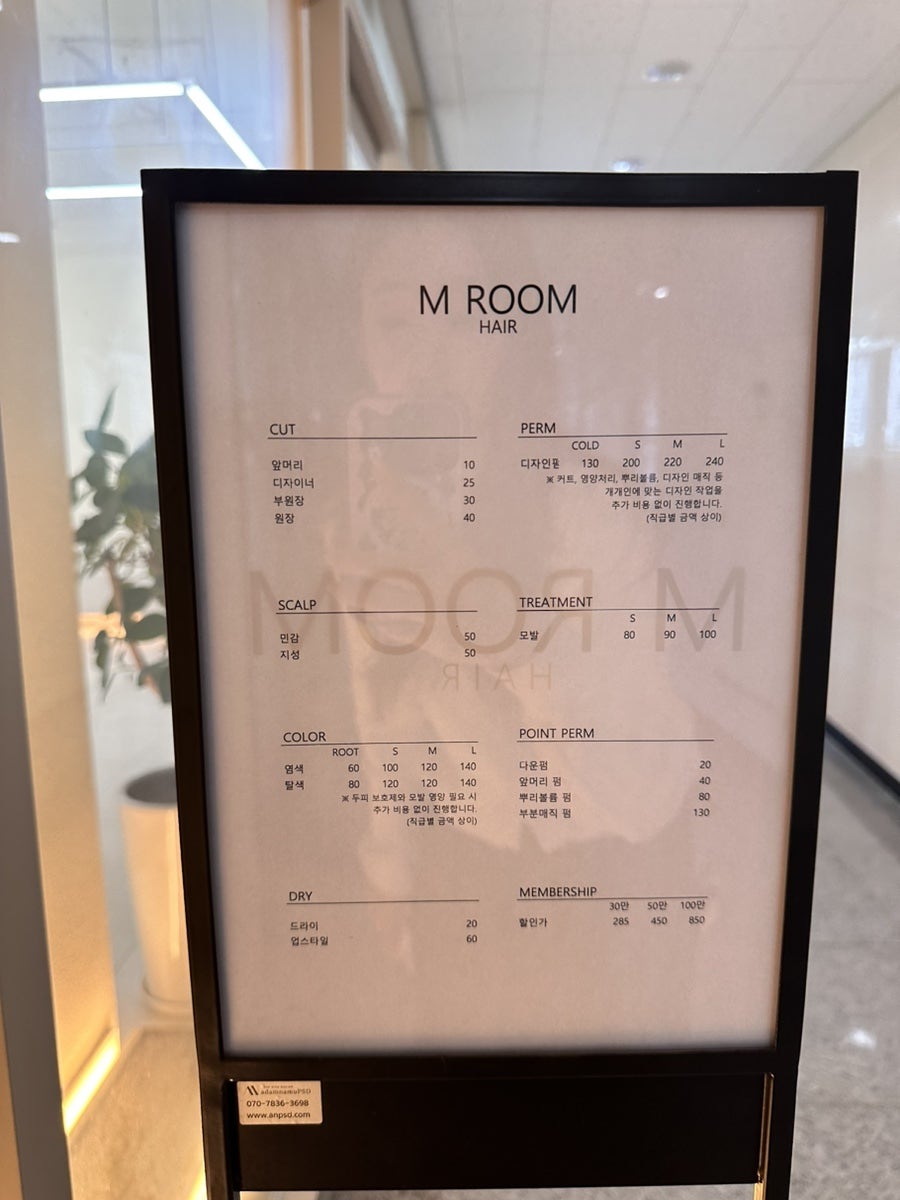 M ROOM
HAIR
CUT
앞머리 10
디자이너 25
부원장 30
원장 40
PERM
COLD S M L
디자인펌 130 200 220 240
※ 커트, 영양처리, 뿌리볼륨, 디자인 매직 등
개개인에 맞는 디자인 작업을
추가 비용 없이 진행합니다.
(직급별 금액 상이)
SCALP
민감 50
지성 50
TREATMENT
S M L
모발 80 90 100
M ROOM
HAIR
COLOR
ROOT S M L
염색 60 100 120 140
탈색 80 120 120 140
※ 두피 보호제와 모발 영양 필요 시
추가 비용 없이 진행합니다.
(직급별 금액 상이)
POINT PERM
다운펌 20
앞머리 펌 40
뿌리볼륨 펌 80
부분매직 펌 130
DRY
드라이 20
업스타일 60
MEMBERSHIP
30만 50만 100만
할인가 285 450 850
adamnamuPSD
070-7836-3698
www.anpsd.com